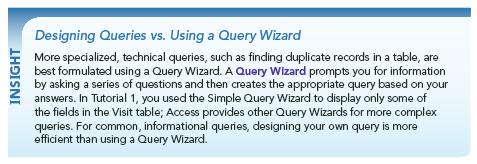 INSIGHT
Designing Queries vs. Using a Query Wizard
More specialized, technical queries, such as finding duplicate records in a table, are
best formulated using a Query Wizard. A Query Wizard prompts you for information
by asking a series of questions and then creates the appropriate query based on your
answers. In Tutorial 1, you used the Simple Query Wizard to display only some of
the fields in the Visit table; Access provides other Query Wizards for more complex
queries. For common, informational queries, designing your own query is more
efficient than using a Query Wizard.